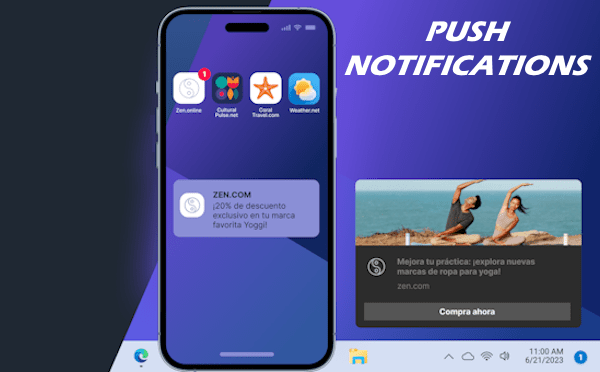 PUSH
NOTIFICATIONS
1
Zen.online
Cultural
Pulse.net
Coral
Travel.com
Weather.net
ZEN.COM
¡20% de descuento
exclusivo en tu marca
favorita Yoggi!
Mejora tu práctica: ¡explora nuevas
marcas de ropa para yoga!
zen.com
Compra ahora
11:00 AM
6/21/2023
1